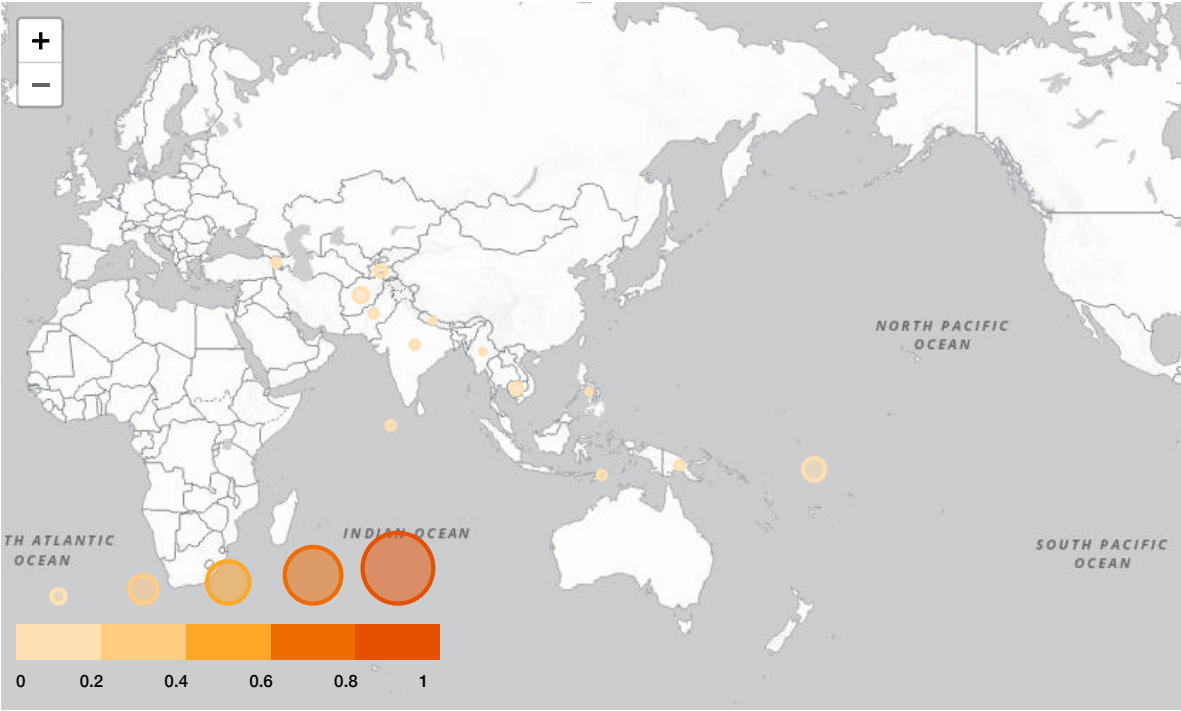 +
−
NORTH PACIFIC
OCEAN
TH ATLANTIC
OCEAN
INDIAN OCEAN
SOUTH PACIFIC
OCEAN
0 0.2 0.4 0.6 0.8 1